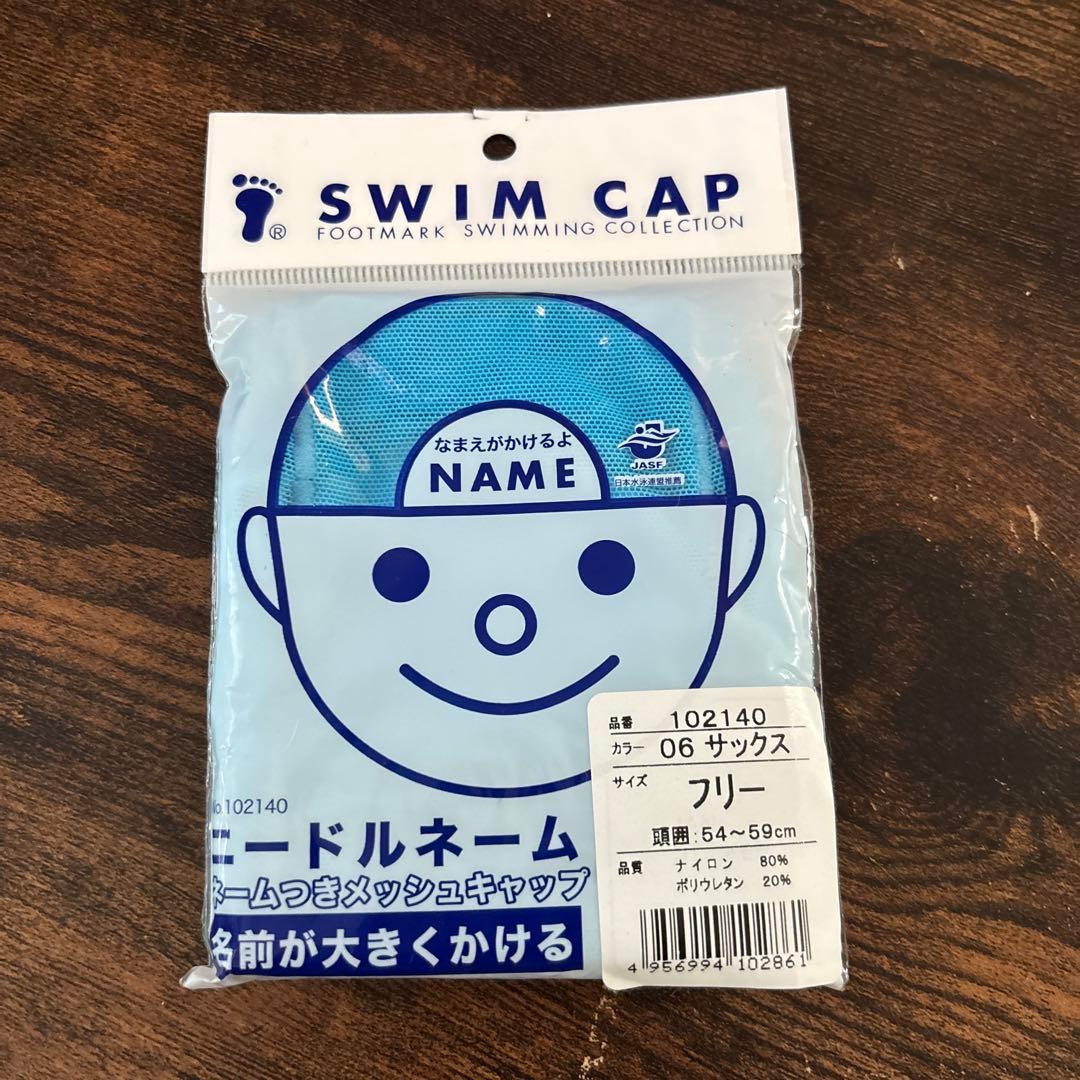 SWIM CAP
®
FOOTMARK SWIMMING COLLECTION
なまえがかけるよ
NAME
JASF
日本水泳連盟推薦
No.102140
ニードルネーム
ネームつきメッシュキャップ
名前が大きくかける
品番 102140
カラー 06 サックス
サイズ フリー
頭囲:54〜59cm
品質 ナイロン 80%
ポリウレタン 20%
4 956994 102861